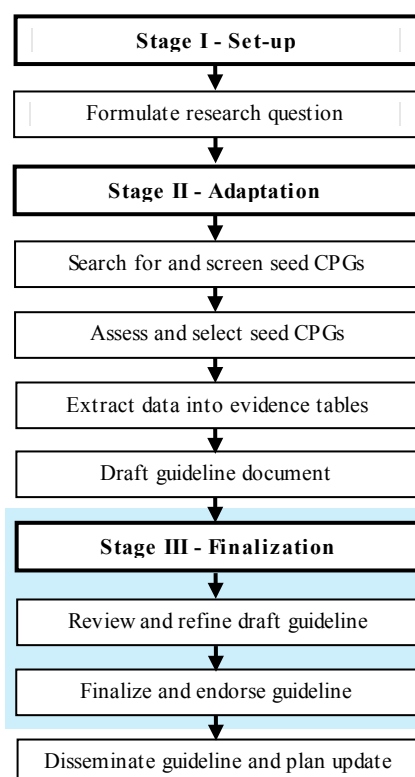 Stage I - Set-up
Formulate research question
Stage II - Adaptation
Search for and screen seed CPGs
Assess and select seed CPGs
Extract data into evidence tables
Draft guideline document
Stage III - Finalization
Review and refine draft guideline
Finalize and endorse guideline
Disseminate guideline and plan update